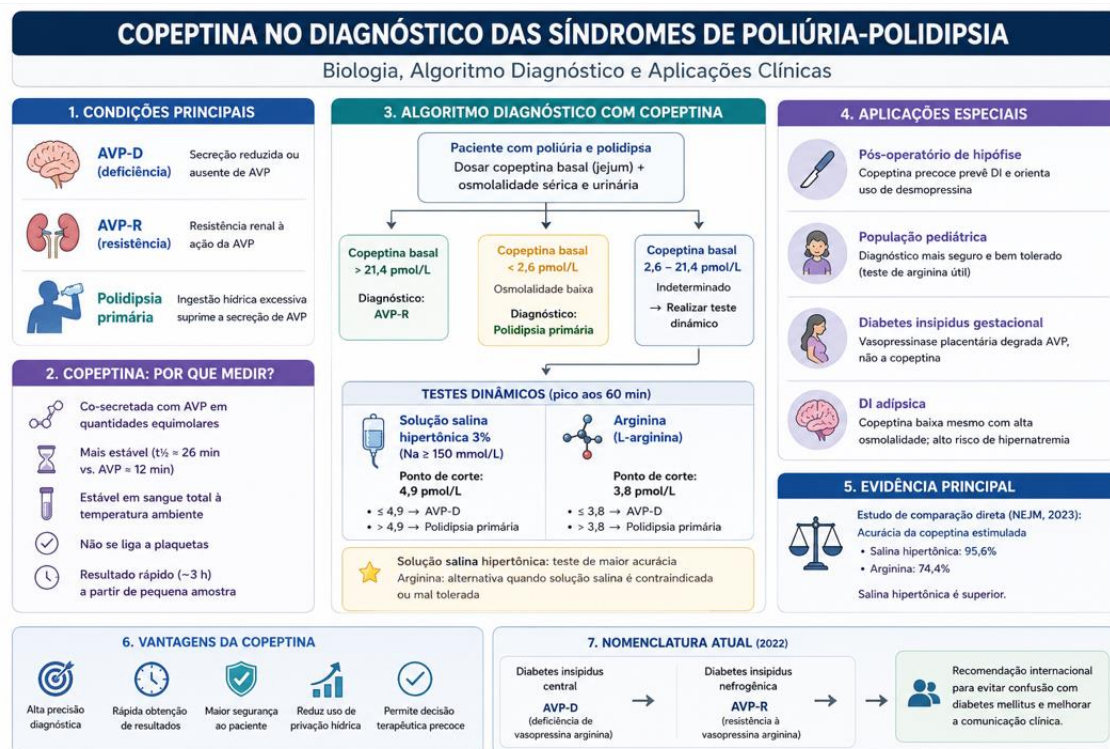 COPEPTINA NO DIAGNÓSTICO DAS SÍNDROMES DE POLIÚRIA-POLIDIPSIA
Biologia, Algoritmo Diagnóstico e Aplicações Clínicas
1. CONDIÇÕES PRINCIPAIS
AVP-D
(deficiência)
Secreção reduzida ou
ausente de AVP
AVP-R
(resistência)
Resistência renal à
ação da AVP
Polidipsia
primária
Ingestão hídrica excessiva
suprime a secreção de AVP
2. COPEPTINA: POR QUE MEDIR?
Co-secretada com AVP em
quantidades equimolares
Mais estável (t½ ≈ 26 min
vs. AVP ≈ 12 min)
Estável em sangue total à
temperatura ambiente
Não se liga a plaquetas
Resultado rápido (~3 h)
a partir de pequena amostra
3. ALGORITMO DIAGNÓSTICO COM COPEPTINA
Paciente com poliúria e polidipsa
Dosar copeptina basal (jejum) +
osmolalidade sérica e urinária
Copeptina basal
> 21,4 pmol/L
Diagnóstico:
AVP-R
Copeptina basal
< 2,6 pmol/L
Osmolalidade baixa
Diagnóstico:
Polidipsia primária
Copeptina basal
2,6 – 21,4 pmol/L
Indeterminado
→ Realizar teste
dinámico
TESTES DINÂMICOS (pico aos 60 min)
Solução salina
hipertônica 3%
(Na ≥ 150 mmol/L)
Ponto de corte:
4,9 pmol/L
• ≤ 4,9 → AVP-D
• > 4,9 → Polidipsia primária
Arginina
(L-arginina)
Ponto de corte:
3,8 pmol/L
• ≤ 3,8 → AVP-D
• > 3,8 → Polidipsia primária
Solução salina hipertônica: teste de maior acurácia
Arginina: alternativa quando solução salina é contraindicada
ou mal tolerada
4. APLICAÇÕES ESPECIAIS
Pós-operatório de hipófise
Copeptina precoce prevê DI e orienta
uso de desmopressina
População pediátrica
Diagnóstico mais seguro e bem tolerado
(teste de arginina útil)
Diabetes insipidus gestacional
Vasopressinase placentária degrada AVP,
não a copeptina
DI adípsica
Copeptina baixa mesmo com alta
osmolalidade; alto risco de hipernatremia
5. EVIDÊNCIA PRINCIPAL
Estudo de comparação direta (NEJM, 2023):
Acurácia da copeptina estimulada
• Salina hipertônica: 95,6%
• Arginina: 74,4%
Salina hipertônica é superior.
6. VANTAGENS DA COPEPTINA
Alta precisão
diagnóstica
Rápida obtenção
de resultados
Maior segurança
ao paciente
Reduz uso de
privação hídrica
Permite decisão
terapêutica precoce
7. NOMENCLATURA ATUAL (2022)
Diabetes insipidus
central
AVP-D
(deficiência de
vasopressina arginina)
→
Diabetes insipidus
nefrogênica
AVP-R
(resistência à
vasopressina arginina)
→ →
Recomendação internacional
para evitar confusão com
diabetes mellitus e melhorar
a comunicação clínica.